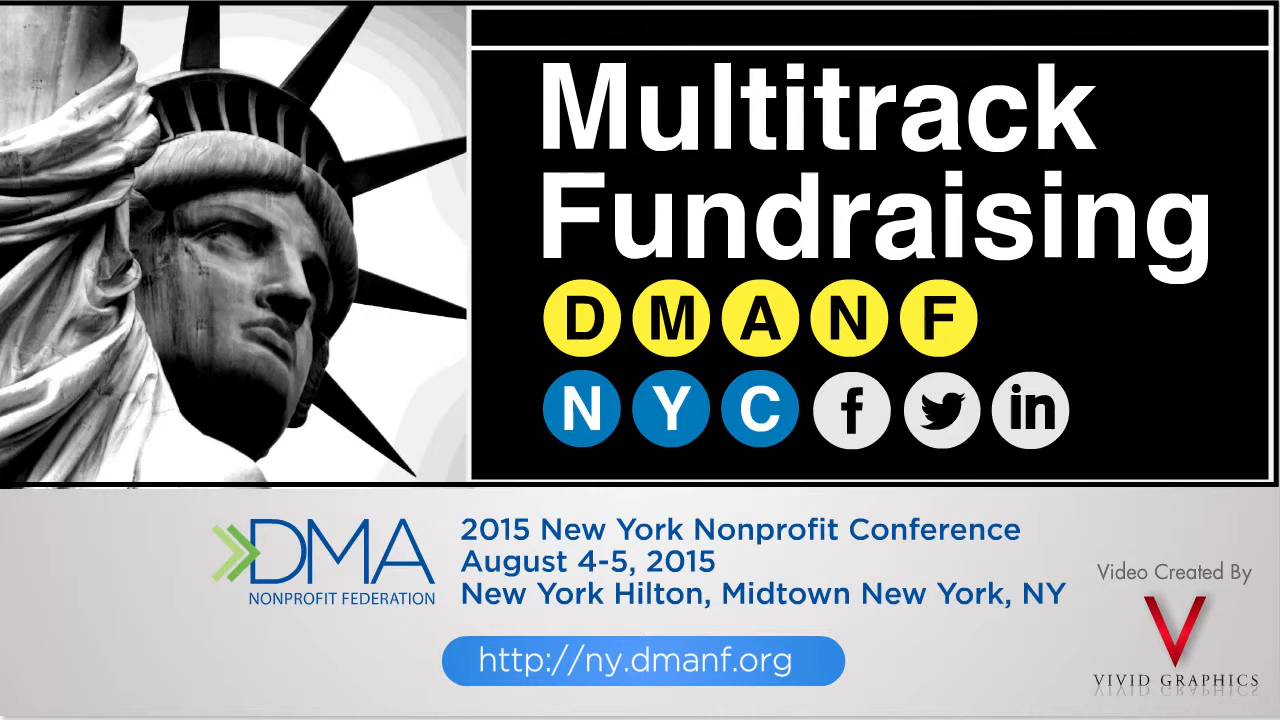 Multitrack
Fundraising
D M A N F
N Y C f in
DMA
NONPROFIT FEDERATION
2015 New York Nonprofit Conference
August 4-5, 2015
New York Hilton, Midtown New York, NY
http://ny.dmanf.org
Video Created By
V
VIVID GRAPHICS